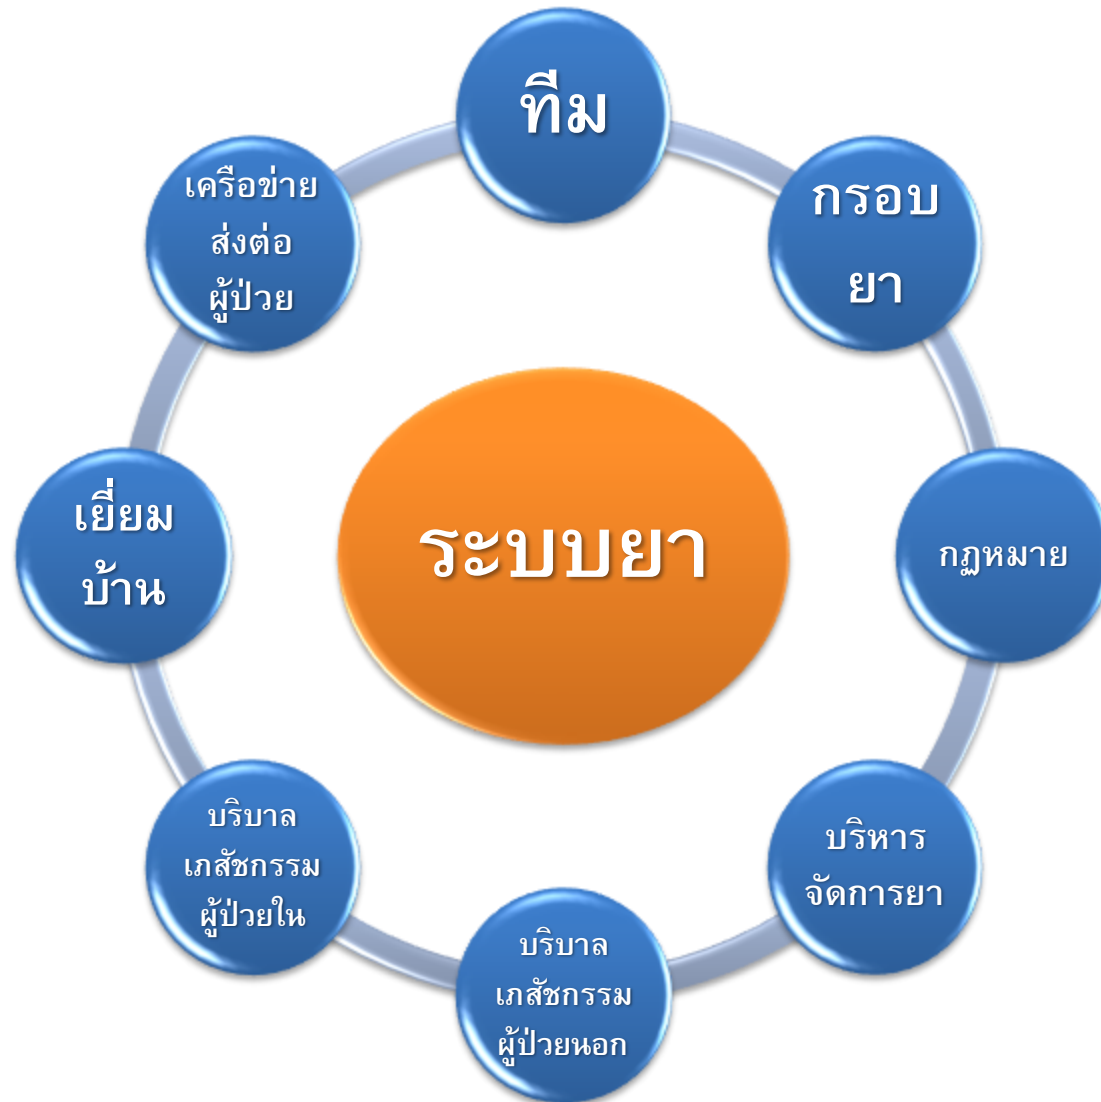 ทีม
กรอบ
ยา
กฎหมาย
บริหาร
จัดการยา
บริบาล
เภสัชกรรม
ผู้ป่วยนอก
บริบาล
เภสัชกรรม
ผู้ป่วยใน
เยี่ยม
บ้าน
เครือข่าย
ส่งต่อ
ผู้ป่วย
ระบบยา